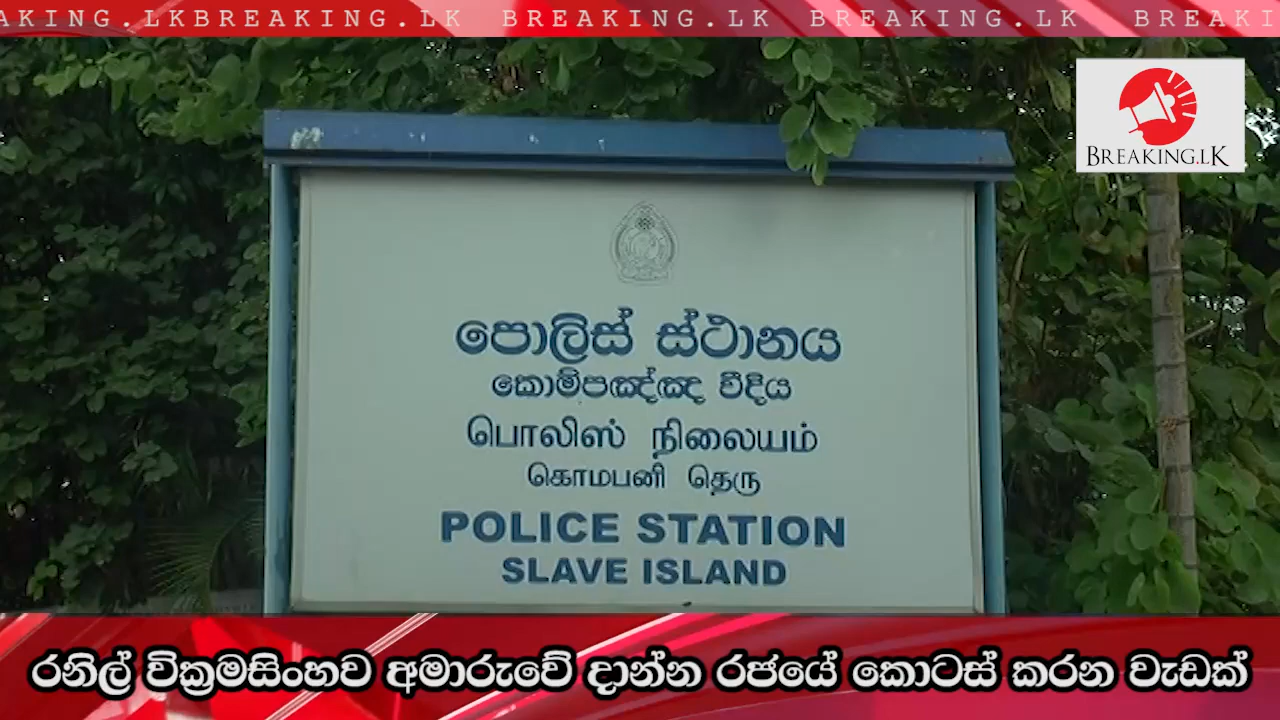 AKING.LKBREAKING.LK BREAKING.LK BREAKING.LK BREAKI
BREAKING.LK
පොලිස් ස්ථානය
කොම්පඤ්ඤ වීදිය
பொலிஸ் நிலையம்
கொமபனி தெரு
POLICE STATION
SLAVE ISLAND
රනිල් වික්‍රමසිංහව අමාරුවේ දාන්න රජයේ කොටස් කරන වැඩක්